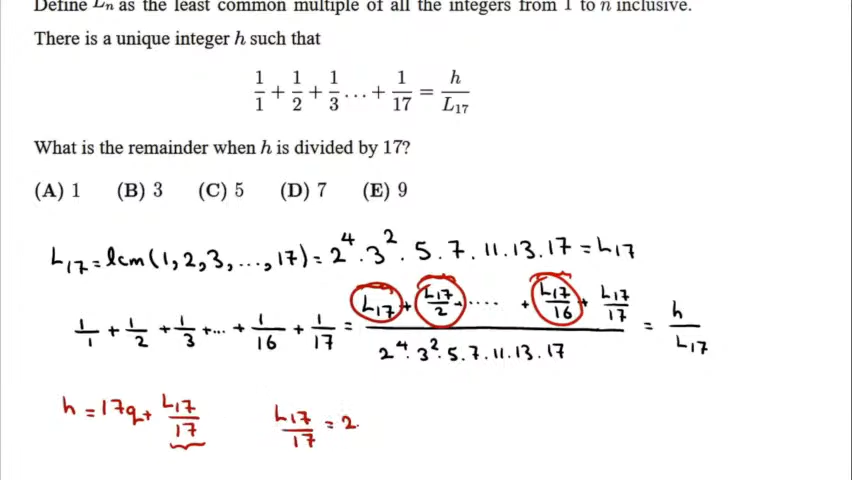 Define Lₙ as the least common multiple of all the integers from 1 to n inclusive.
There is a unique integer h such that
1/1 + 1/2 + 1/3 ... + 1/17 = h/L₁₇
What is the remainder when h is divided by 17?
(A) 1 (B) 3 (C) 5 (D) 7 (E) 9
L₁₇ = lcm(1, 2, 3, ..., 17) = 2⁴ · 3² · 5 · 7 · 11 · 13 · 17 = L₁₇
1/1 + 1/2 + 1/3 + ... + 1/16 + 1/17 = (L₁₇ + L₁₇/2 + .... + L₁₇/16 + L₁₇/17) / (2⁴ · 3² · 5 · 7 · 11 · 13 · 17) = h/L₁₇
h = 17q + L₁₇/17 L₁₇/17 = 2.